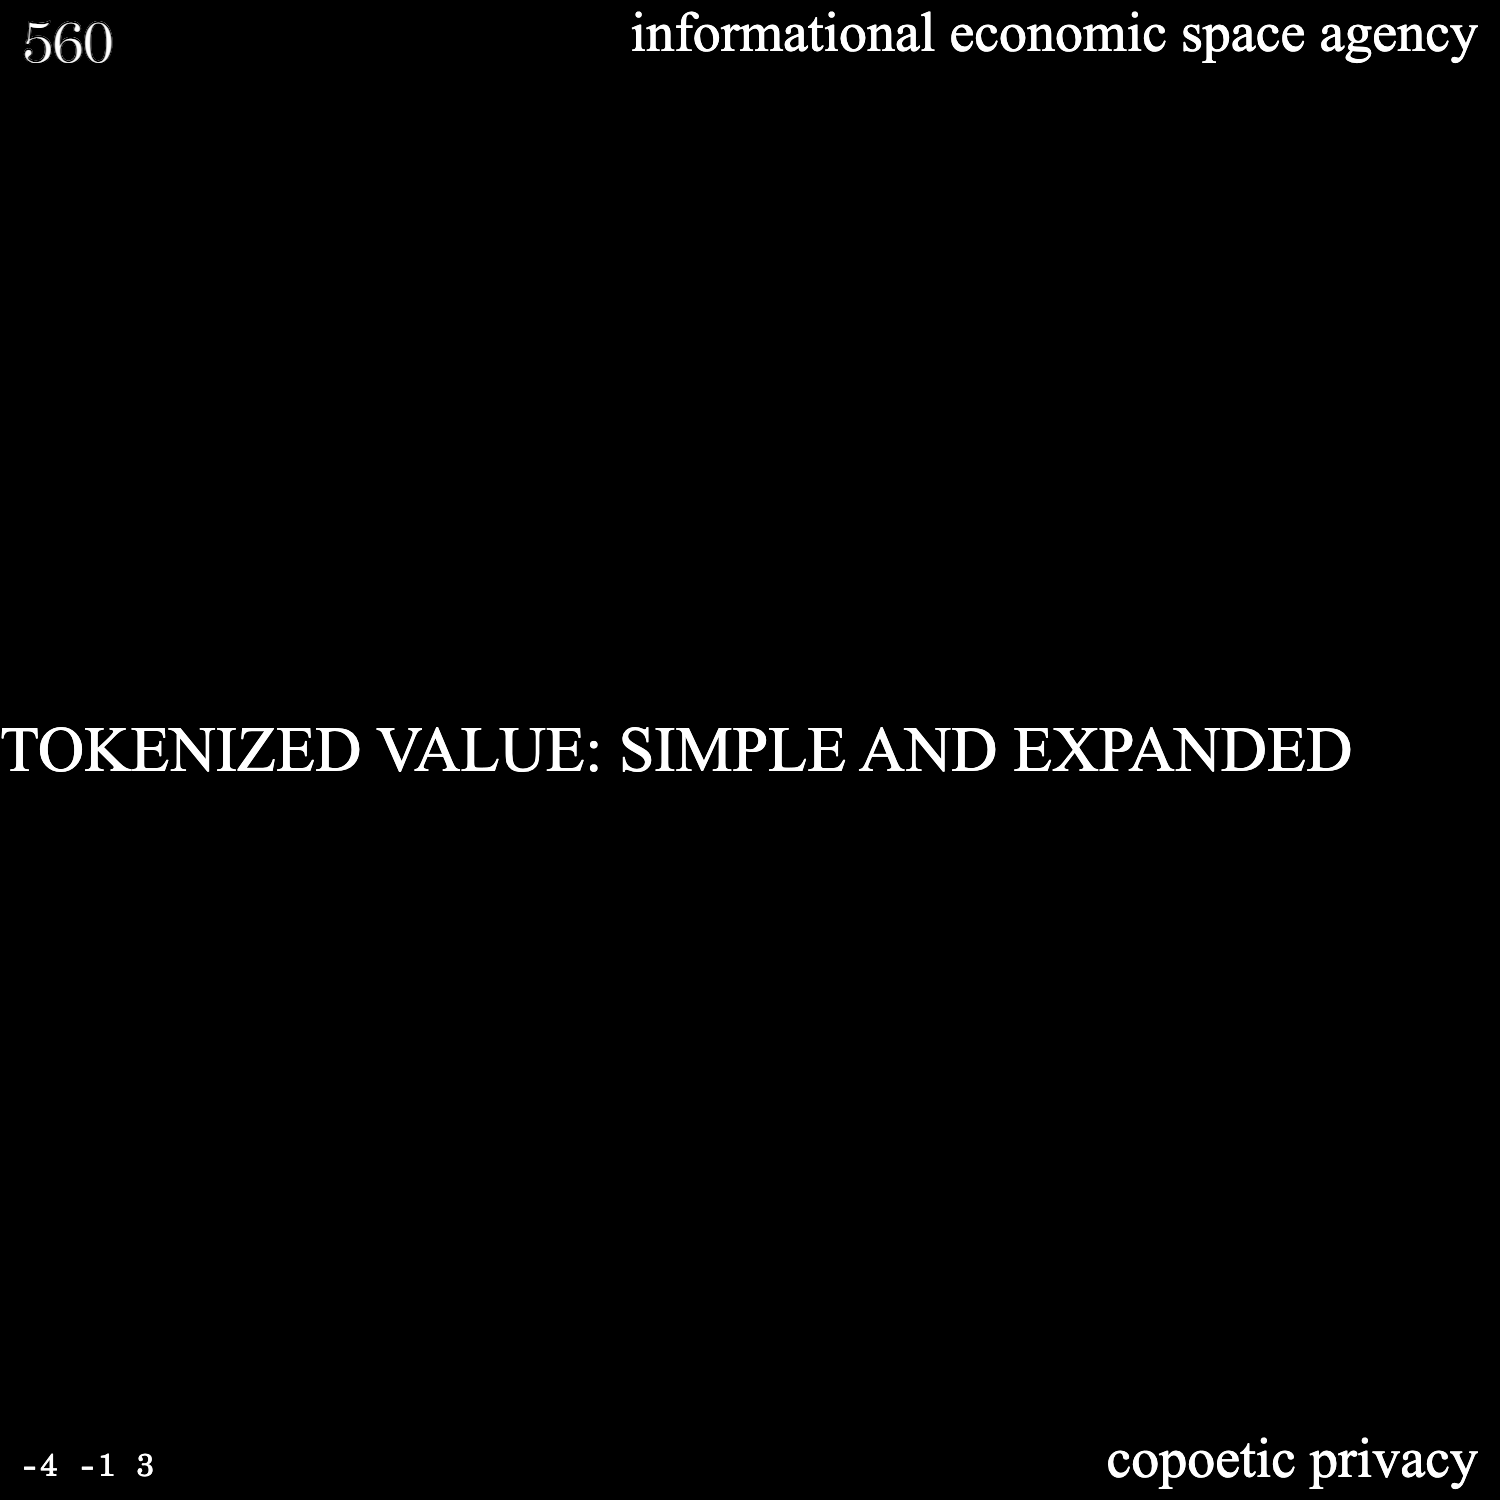 560
informational economic space agency
TOKENIZED VALUE: SIMPLE AND EXPANDED
-4 -1 3
copoetic privacy